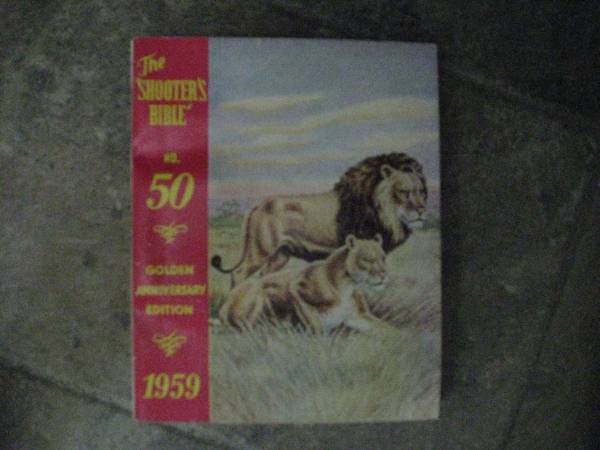 The
"SHOOTER'S
BIBLE"
NO.
50
GOLDEN
ANNIVERSARY
EDITION
1959